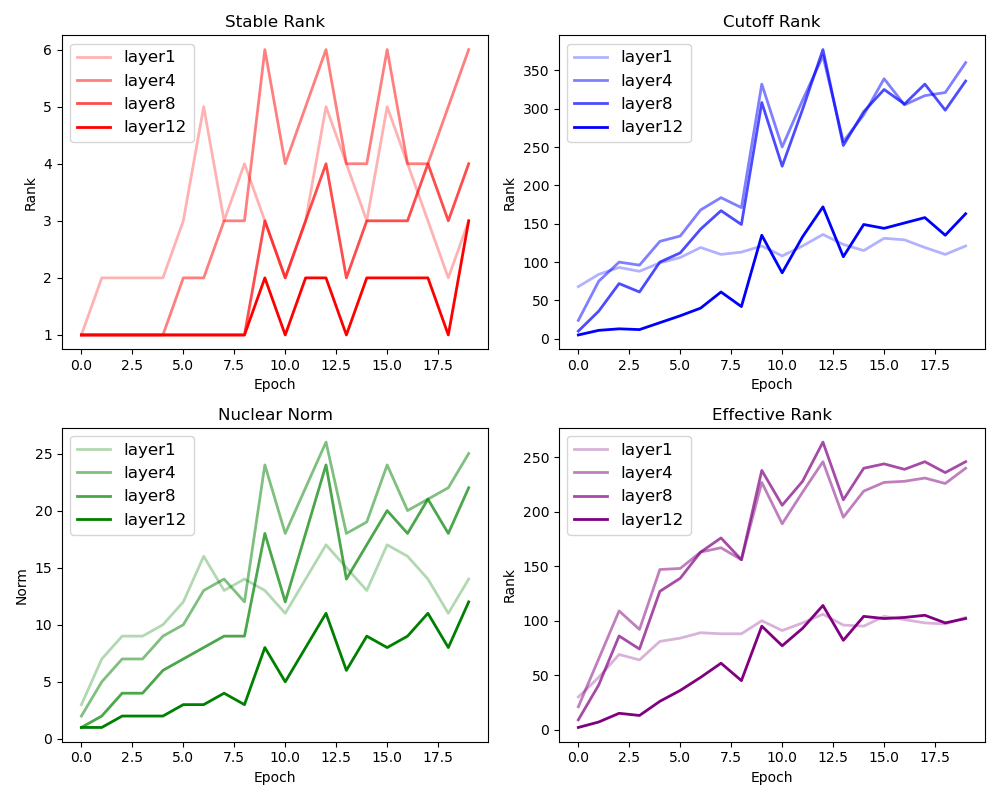 Stable Rank
6
5
4
3
2
1
Rank
layer1
layer4
layer8
layer12
0.0 2.5 5.0 7.5 10.0 12.5 15.0 17.5
Epoch
Cutoff Rank
350
300
250
200
150
100
50
0
Rank
layer1
layer4
layer8
layer12
0.0 2.5 5.0 7.5 10.0 12.5 15.0 17.5
Epoch
Nuclear Norm
25
20
15
10
5
0
Norm
layer1
layer4
layer8
layer12
0.0 2.5 5.0 7.5 10.0 12.5 15.0 17.5
Epoch
Effective Rank
250
200
150
100
50
0
Rank
layer1
layer4
layer8
layer12
0.0 2.5 5.0 7.5 10.0 12.5 15.0 17.5
Epoch